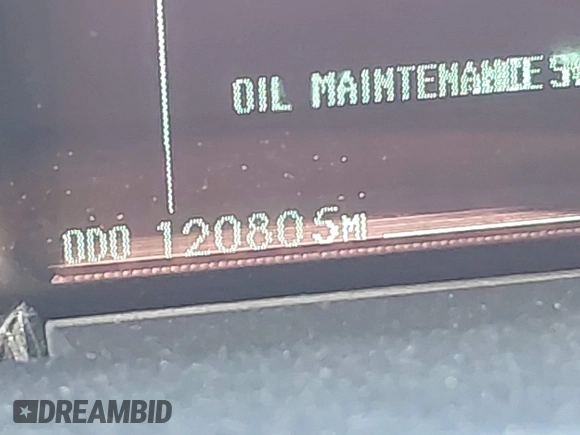 OIL MAINTENANCE
ODO 120805MI
DREAMBID